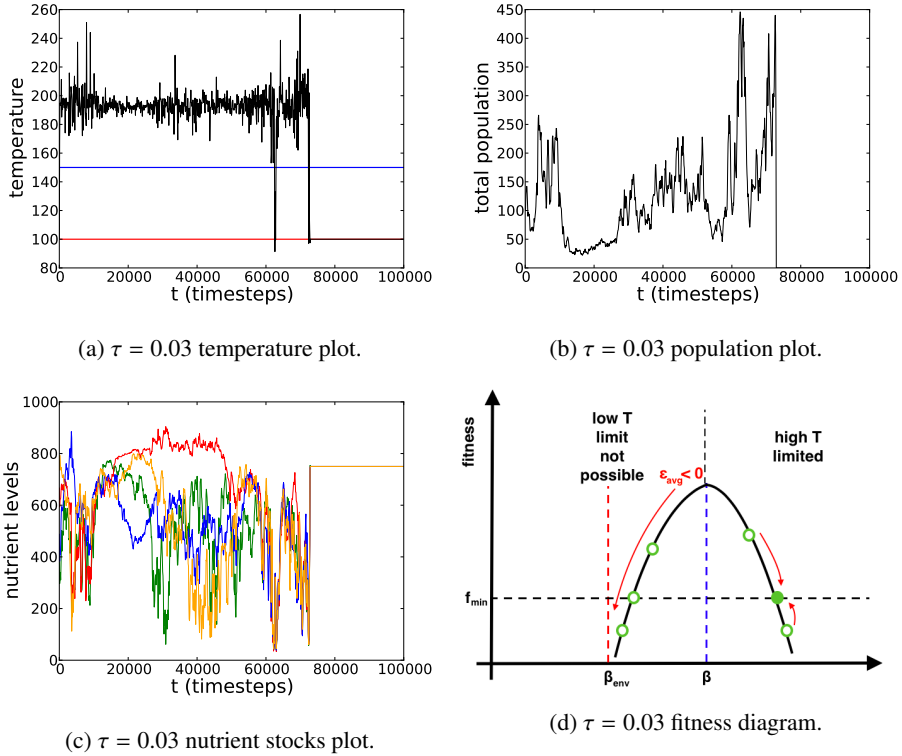 260
240
220
200
180
160
140
120
100
80
temperature
0
20000
40000
60000
80000
100000
t (timesteps)
(a) τ = 0.03 temperature plot.
450
400
350
300
250
200
150
100
50
0
total population
0
20000
40000
60000
80000
100000
t (timesteps)
(b) τ = 0.03 population plot.
1000
800
600
400
200
0
nutrient levels
0
20000
40000
60000
80000
100000
t (timesteps)
(c) τ = 0.03 nutrient stocks plot.
fitness
low T
limit
not
possible
ε_avg< 0
high T
limited
f_min
β_env
β
(d) τ = 0.03 fitness diagram.